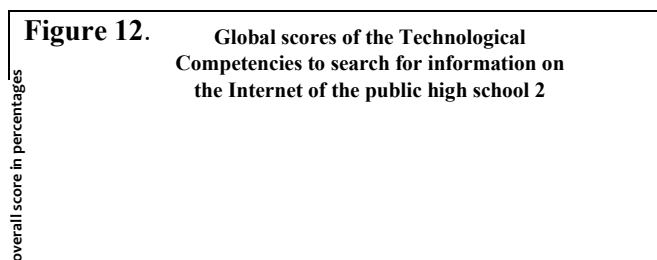 Figure 12.
Global scores of the Technological
Competencies to search for information on
the Internet of the public high school 2
overall score in percentages